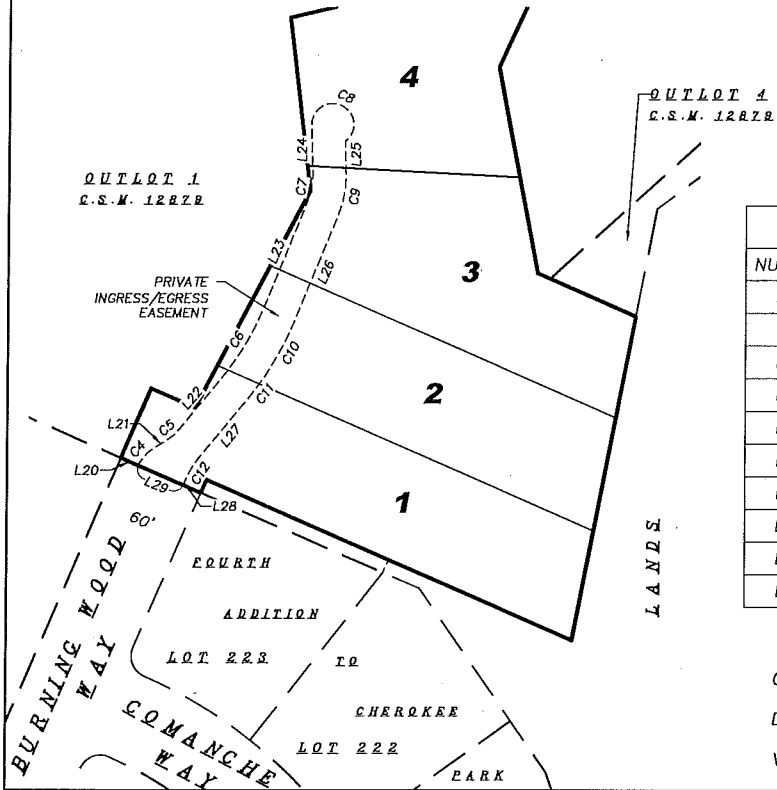 4
OUTLOT 1
C.S.M. 12879
C8
L24
L25
OUTLOT 1
C.S.M. 12879
C7
C9
L23
L26
3
PRIVATE
INGRESS/EGRESS
EASEMENT
C6
C10
2
L22
C11
L21
C5
L27
C4
L20
C12
L29
L28
1
60'
BURNING WOOD
WAY
FOURTH
ADDITION
LOT 223
TO
CHEROKEE
LOT 222
PARK
COMANCHE
WAY
LANDS